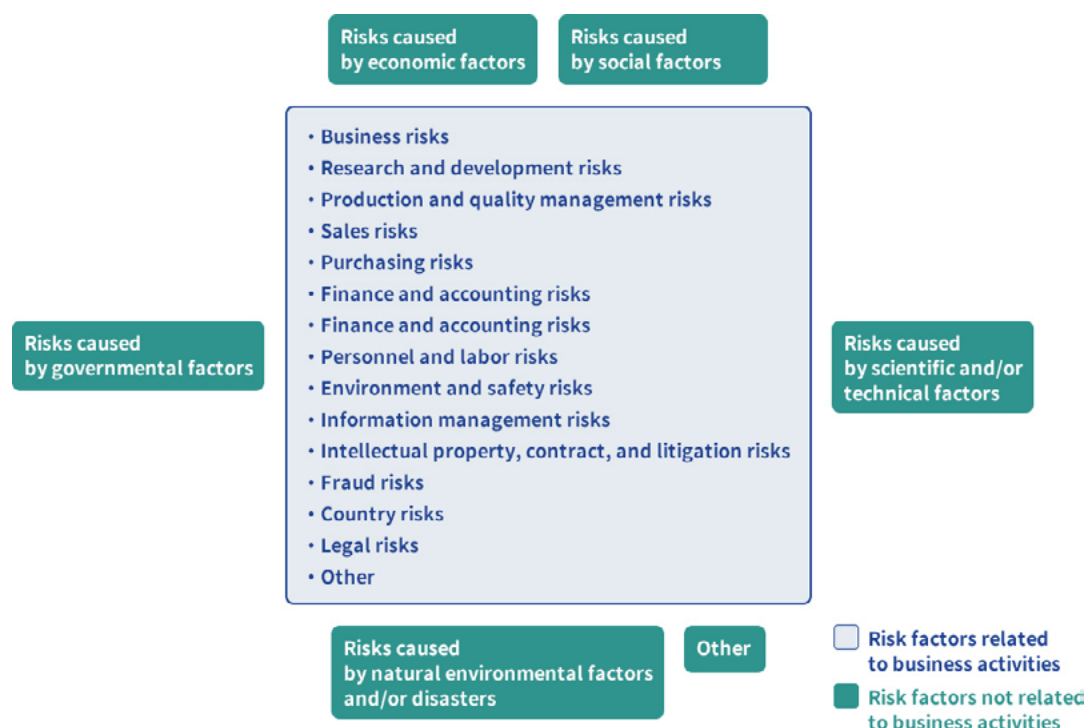 Risks caused
by economic factors
Risks caused
by social factors
• Business risks
• Research and development risks
• Production and quality management risks
• Sales risks
• Purchasing risks
• Finance and accounting risks
• Finance and accounting risks
• Personnel and labor risks
• Environment and safety risks
• Information management risks
• Intellectual property, contract, and litigation risks
• Fraud risks
• Country risks
• Legal risks
• Other
Risks caused
by governmental factors
Risks caused
by scientific and/or
technical factors
Risks caused
by natural environmental factors
and/or disasters
Other
Risk factors related
to business activities
Risk factors not related
to business activities